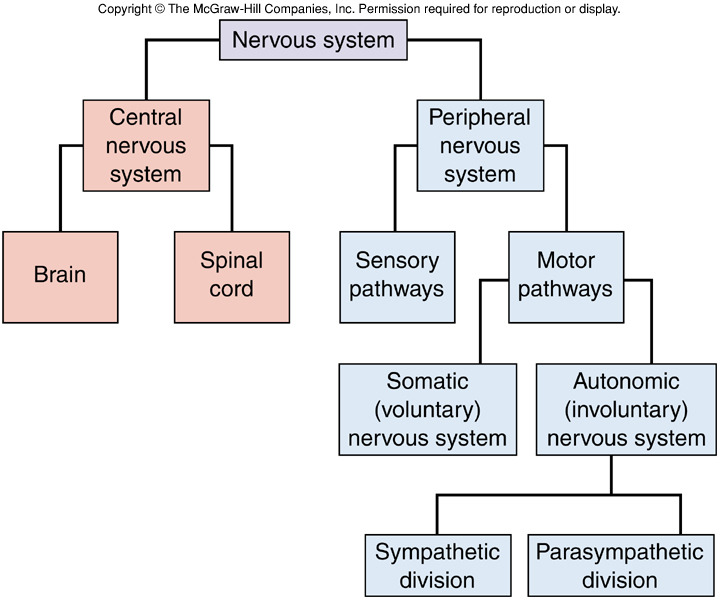 Copyright © The McGraw-Hill Companies, Inc. Permission required for reproduction or display.
Nervous system
Central
nervous
system
Peripheral
nervous
system
Brain
Spinal
cord
Sensory
pathways
Motor
pathways
Somatic
(voluntary)
nervous system
Autonomic
(involuntary)
nervous system
Sympathetic
division
Parasympathetic
division